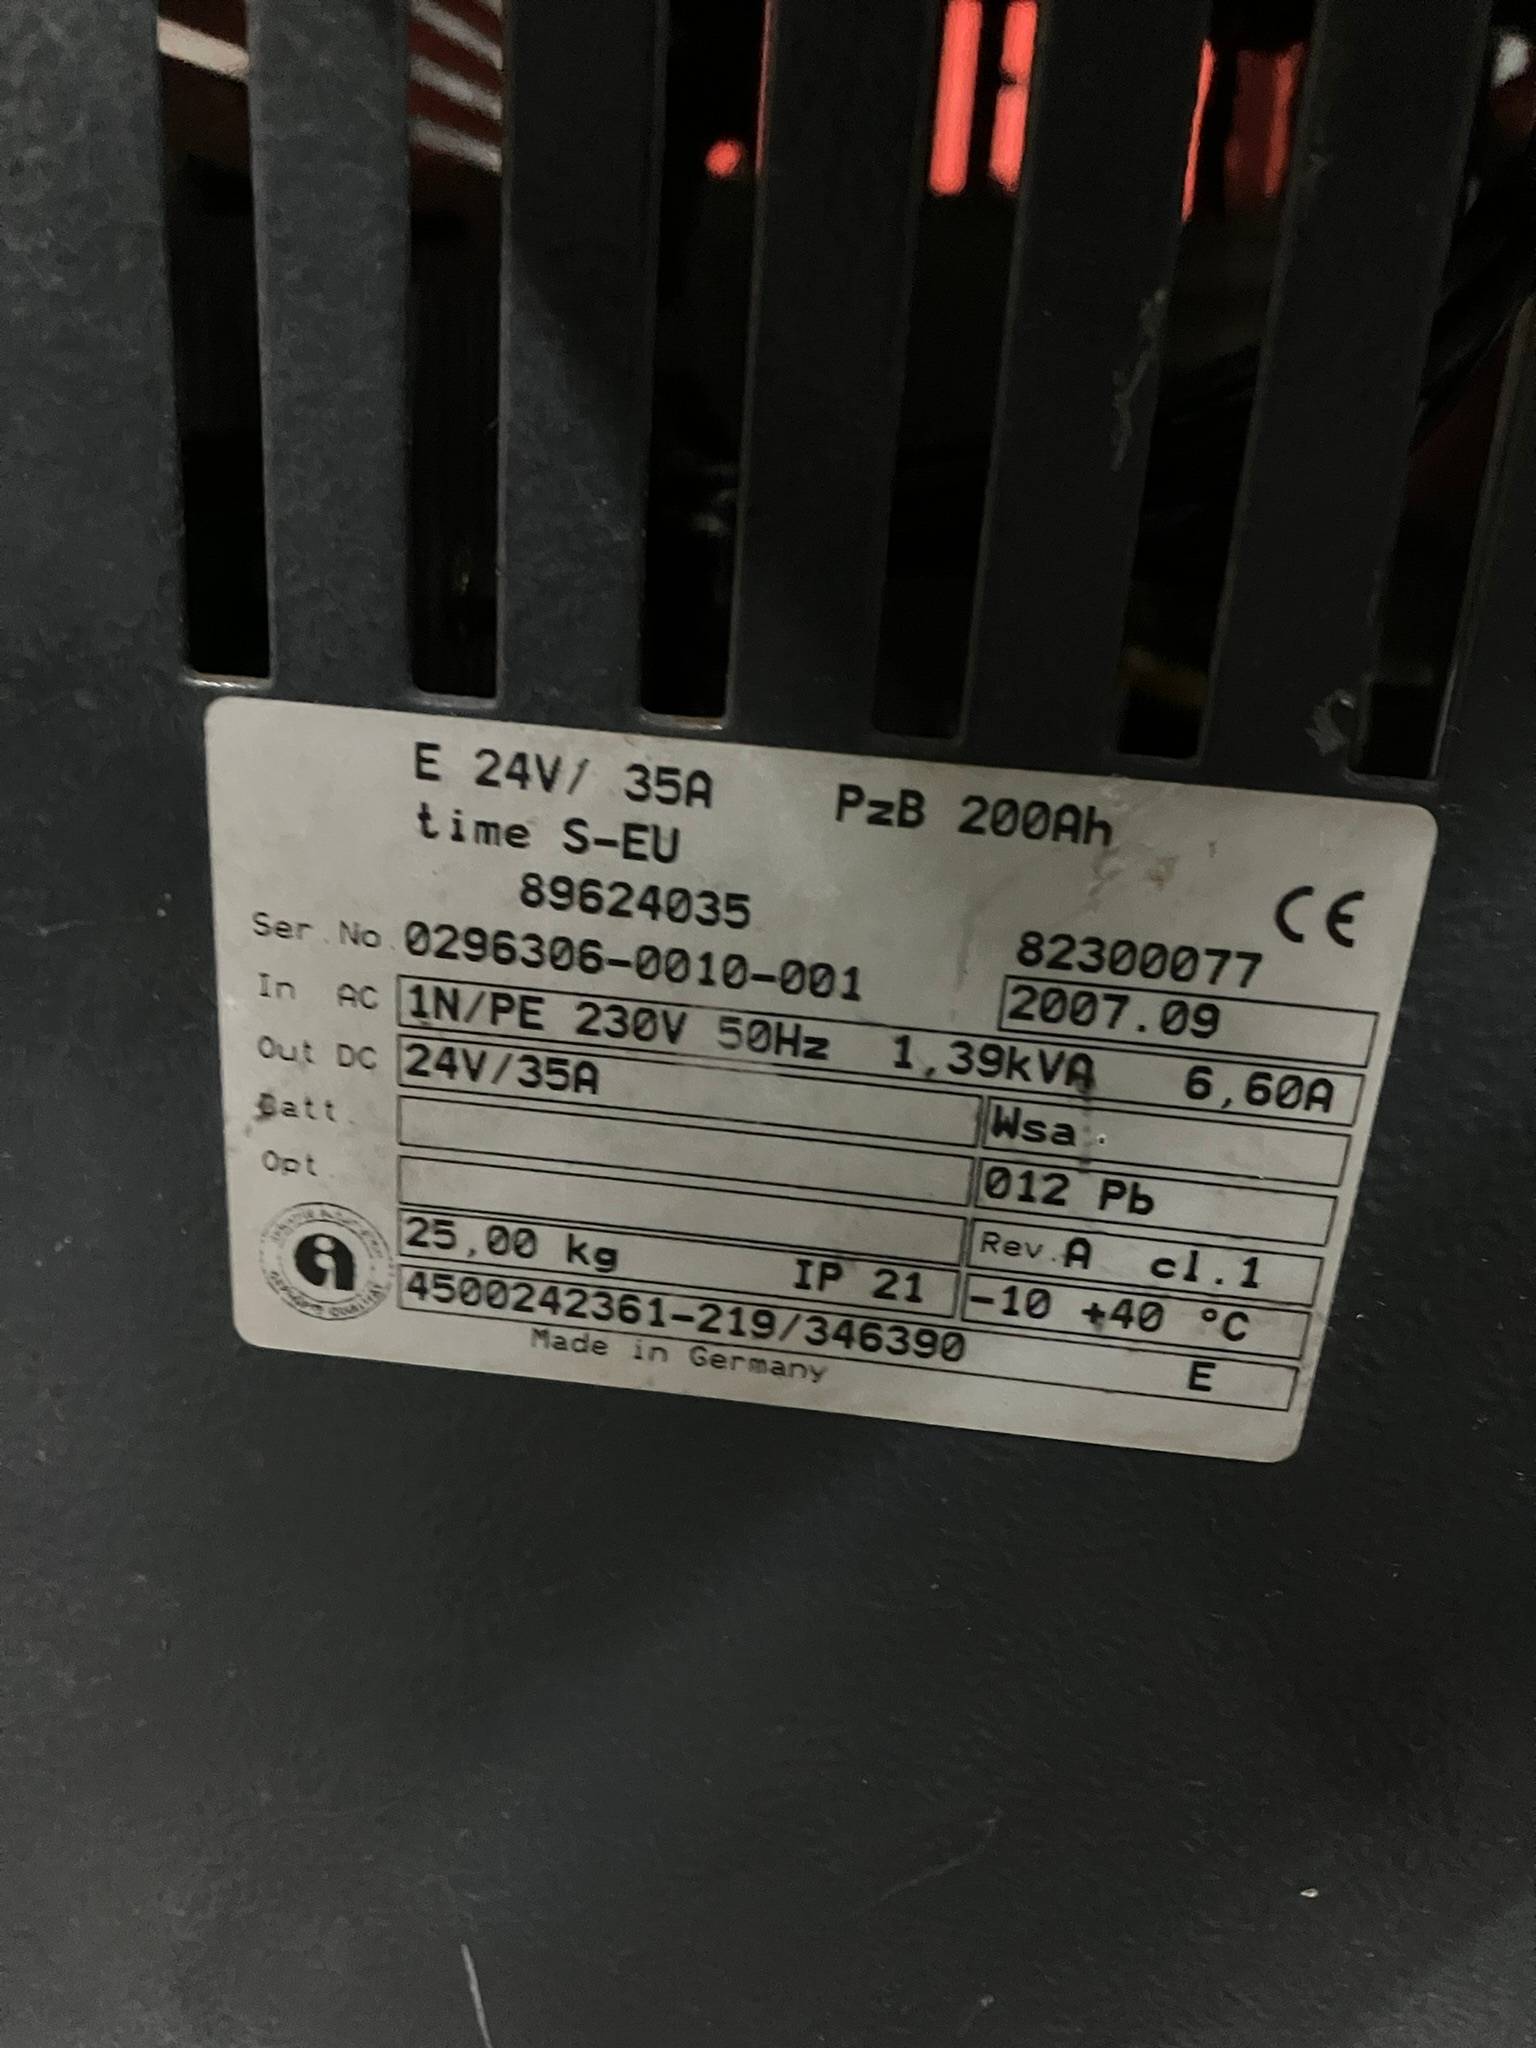 E 24V/ 35A PzB 200Ah
time S-EU
89624035
CE
Ser.No. 0296306-0010-001 82300077
2007.09
In AC 1N/PE 230V 50Hz 1,39kVA 6,60A
Out DC 24V/35A Wsa.
Batt. 012 Pb
Opt. Rev.A cl.1
25,00 kg IP 21 -10 +40 °C
4500242361-219/346390 E
Made in Germany